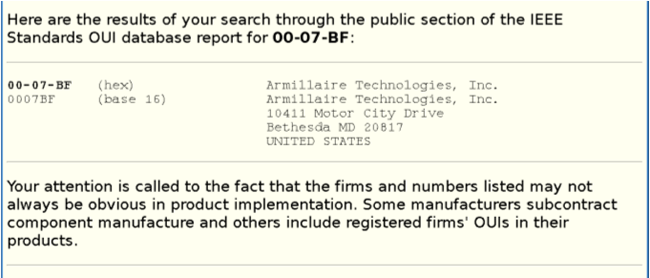 Here are the results of your search through the public section of the IEEE
Standards OUI database report for 00-07-BF:
00-07-BF (hex) Armillaire Technologies, Inc.
0007BF (base 16) Armillaire Technologies, Inc.
10411 Motor City Drive
Bethesda MD 20817
UNITED STATES
Your attention is called to the fact that the firms and numbers listed may not
always be obvious in product implementation. Some manufacturers subcontract
component manufacture and others include registered firms' OUIs in their
products.